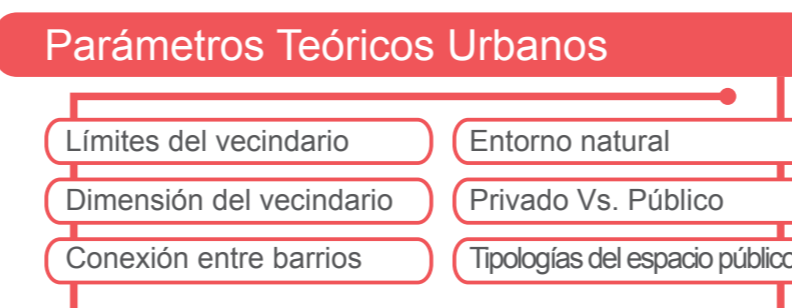 Parámetros Teóricos Urbanos
Límites del vecindario
Entorno natural
Dimensión del vecindario
Privado Vs. Público
Conexión entre barrios
Tipologías del espacio público